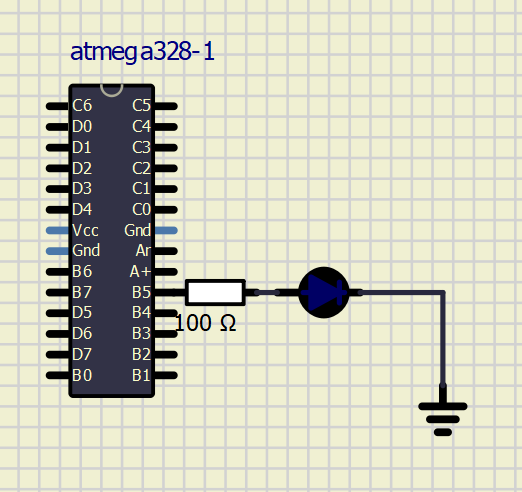 atmega328-1
C6 C5
D0 C4
D1 C3
D2 C2
D3 C1
D4 C0
Vcc Gnd
Gnd Ar
B6 A+
B7 B5
D5 B4
D6 B3
D7 B2
B0 B1
100 Ω